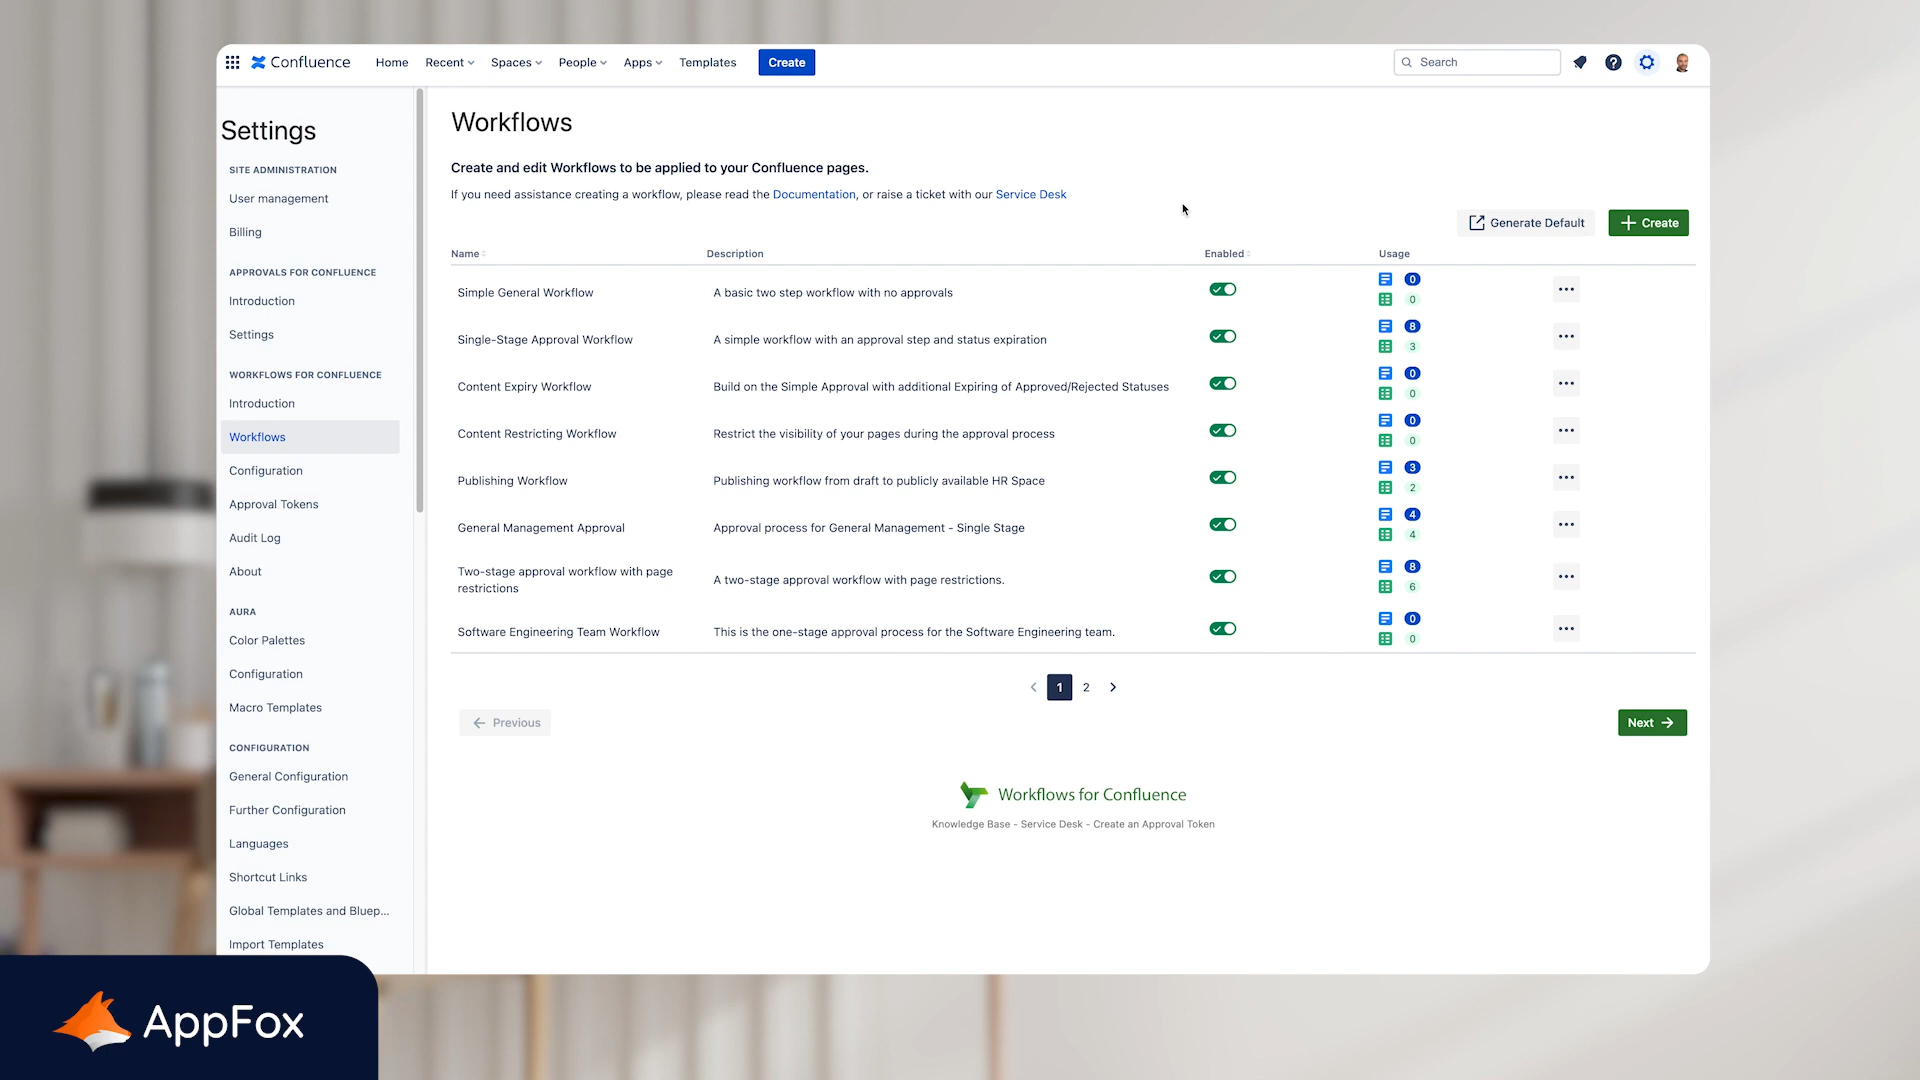 Confluence Home Recent Spaces People Apps Templates Create Search
Settings
SITE ADMINISTRATION
User management
Billing
APPROVALS FOR CONFLUENCE
Introduction
Settings
WORKFLOWS FOR CONFLUENCE
Introduction
Workflows
Configuration
Approval Tokens
Audit Log
About
AURA
Color Palettes
Configuration
Macro Templates
CONFIGURATION
General Configuration
Further Configuration
Languages
Shortcut Links
Global Templates and Bluep...
Import Templates
Workflows
Create and edit Workflows to be applied to your Confluence pages.
If you need assistance creating a workflow, please read the Documentation, or raise a ticket with our Service Desk
Generate Default + Create
Name Description Enabled Usage
Simple General Workflow A basic two step workflow with no approvals 0
0
Single-Stage Approval Workflow A simple workflow with an approval step and status expiration 8
3
Content Expiry Workflow Build on the Simple Approval with additional Expiring of Approved/Rejected Statuses 0
0
Content Restricting Workflow Restrict the visibility of your pages during the approval process 0
0
Publishing Workflow Publishing workflow from draft to publicly available HR Space 3
2
General Management Approval Approval process for General Management - Single Stage 4
4
Two-stage approval workflow with page
restrictions
A two-stage approval workflow with page restrictions. 8
6
Software Engineering Team Workflow This is the one-stage approval process for the Software Engineering team. 0
0
1 2
Previous Next
Workflows for Confluence
Knowledge Base - Service Desk - Create an Approval Token
AppFox